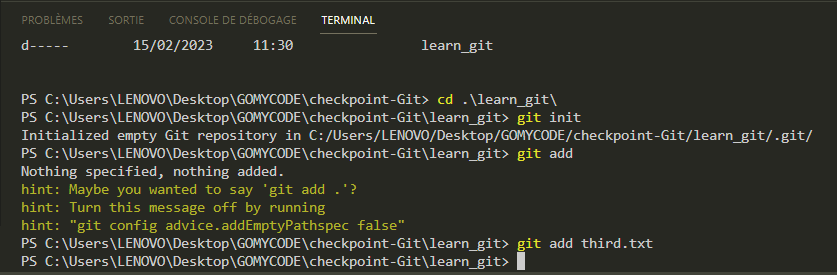 PROBLÈMES SORTIE CONSOLE DE DÉBOGAGE TERMINAL
d----- 15/02/2023 11:30 learn_git
PS C:\Users\LENOVO\Desktop\GOMYCODE\checkpoint-Git> cd .\learn_git\
PS C:\Users\LENOVO\Desktop\GOMYCODE\checkpoint-Git\learn_git> git init
Initialized empty Git repository in C:/Users/LENOVO/Desktop/GOMYCODE/checkpoint-Git/learn_git/.git/
PS C:\Users\LENOVO\Desktop\GOMYCODE\checkpoint-Git\learn_git> git add
Nothing specified, nothing added.
hint: Maybe you wanted to say 'git add .'?
hint: Turn this message off by running
hint: "git config advice.addEmptyPathspec false"
PS C:\Users\LENOVO\Desktop\GOMYCODE\checkpoint-Git\learn_git> git add third.txt
PS C:\Users\LENOVO\Desktop\GOMYCODE\checkpoint-Git\learn_git>